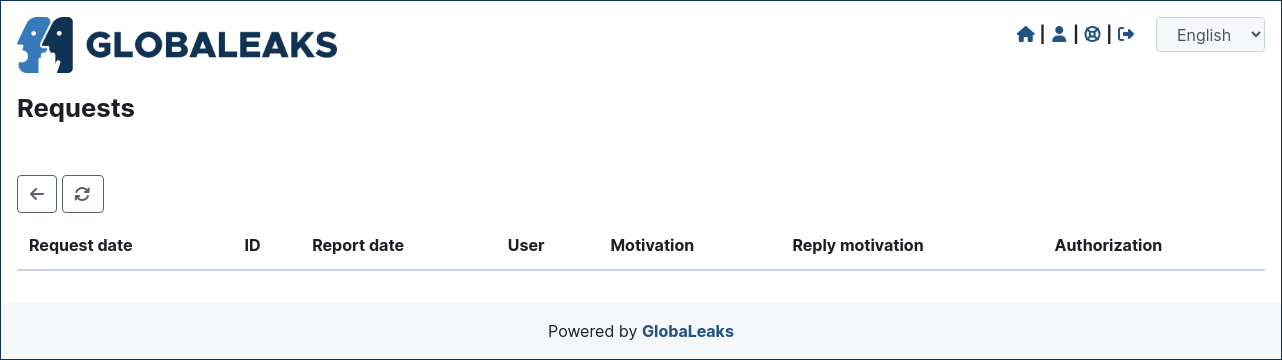 GLOBALEAKS
| | |
English
Requests
Request date ID Report date User Motivation Reply motivation Authorization
Powered by GlobaLeaks